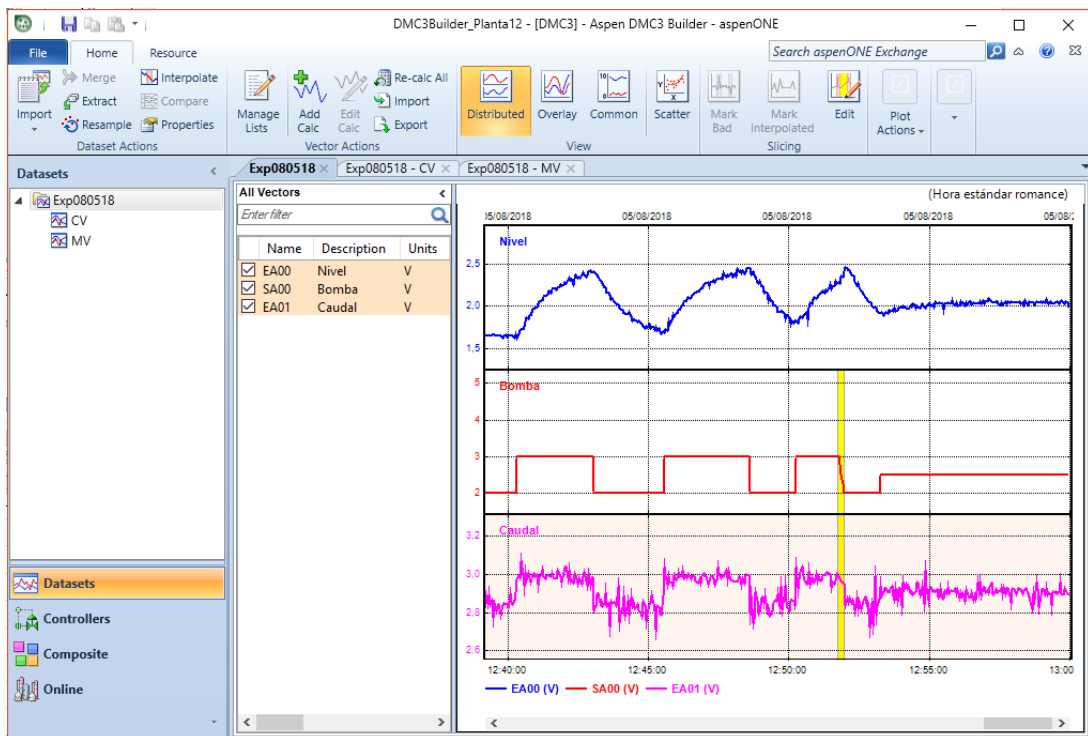 DMC3Builder_Planta12 - [DMC3] - Aspen DMC3 Builder - aspenONE
File Home Resource Search aspenONE Exchange
Import
Merge
Extract
Resample
Interpolate
Compare
Properties
Dataset Actions
Manage Lists
Add Calc
Edit Calc
Re-calc All
Import
Export
Vector Actions
Distributed
Overlay
Common
Scatter
View
Mark Bad
Mark Interpolated
Edit
Slicing
Plot Actions
Datasets
Exp080518
CV
MV
Datasets
Controllers
Composite
Online
Exp080518 Exp080518 - CV Exp080518 - MV
All Vectors
Enter filter
Name Description Units
EA00 Nivel V
SA00 Bomba V
EA01 Caudal V
(Hora estándar romance)
05/08/2018 05/08/2018 05/08/2018
Nivel
2,5
2,0
1,5
Bomba
5
4
3
2
Caudal
3,2
3,0
2,8
2,6
12:40:00 12:45:00 12:50:00 12:55:00 13:00
EA00 (V) SA00 (V) EA01 (V)